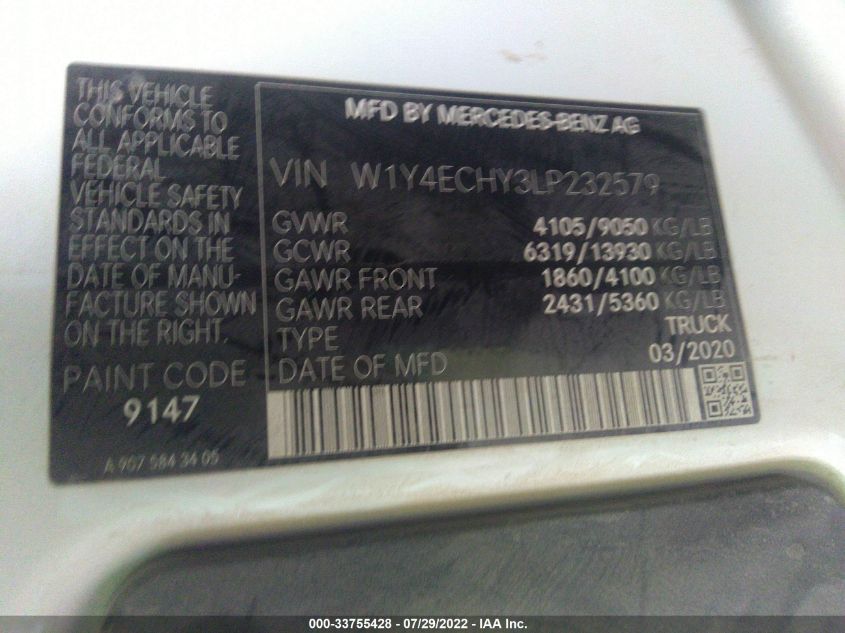 THIS VEHICLE
CONFORMS TO
ALL APPLICABLE
FEDERAL
VEHICLE SAFETY
STANDARDS IN
EFFECT ON THE
DATE OF MANU-
FACTURE SHOWN
ON THE RIGHT.
PAINT CODE
9147
A 907 584 34 05
MFD BY MERCEDES-BENZ AG
VIN W1Y4ECHY3LP232579
GVWR 4105/9050 KG/LB
GCWR 6319/13930 KG/LB
GAWR FRONT 1860/4100 KG/LB
GAWR REAR 2431/5360 KG/LB
TYPE TRUCK
DATE OF MFD 03/2020
000-33755428 - 07/29/2022 - IAA Inc.